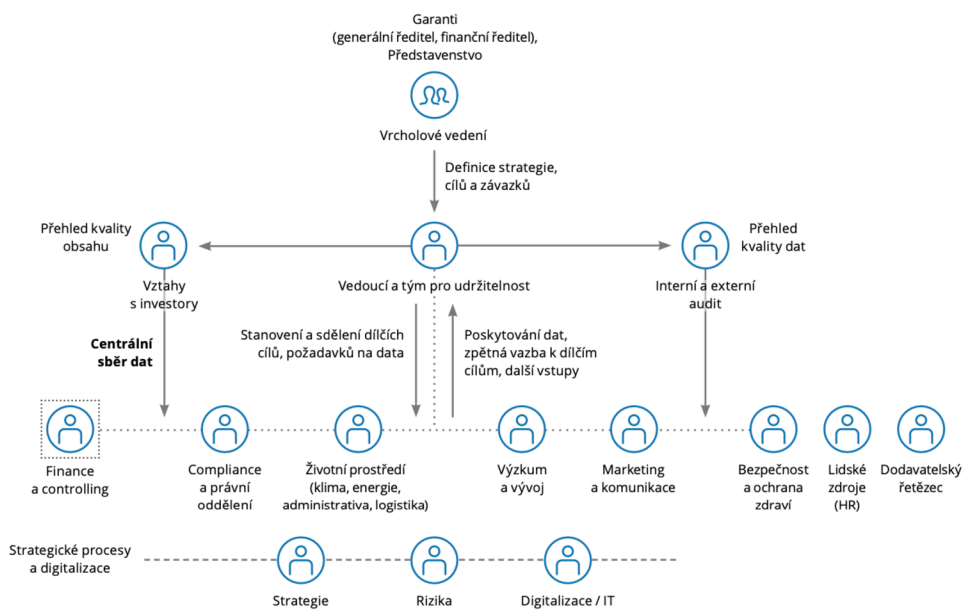 Garanti
(generální ředitel, finanční ředitel),
Představenstvo
Vrcholové vedení
Definice strategie,
cílů a závazků
Přehled kvality
obsahu
Přehled
kvality dat
Vztahy
s investory
Vedoucí a tým pro udržitelnost
Interní a externí
audit
Centrální
sběr dat
Stanovení a sdělení dílčích
cílů, požadavků na data
Poskytování dat,
zpětná vazba k dílčím
cílům, další vstupy
Finance
a controlling
Compliance
a právní
oddělení
Životní prostředí
(klima, energie,
administrativa, logistika)
Výzkum
a vývoj
Marketing
a komunikace
Bezpečnost
a ochrana
zdraví
Lidské
zdroje
(HR)
Dodavatelský
řetězec
Strategické procesy
a digitalizace
Strategie
Rizika
Digitalizace / IT